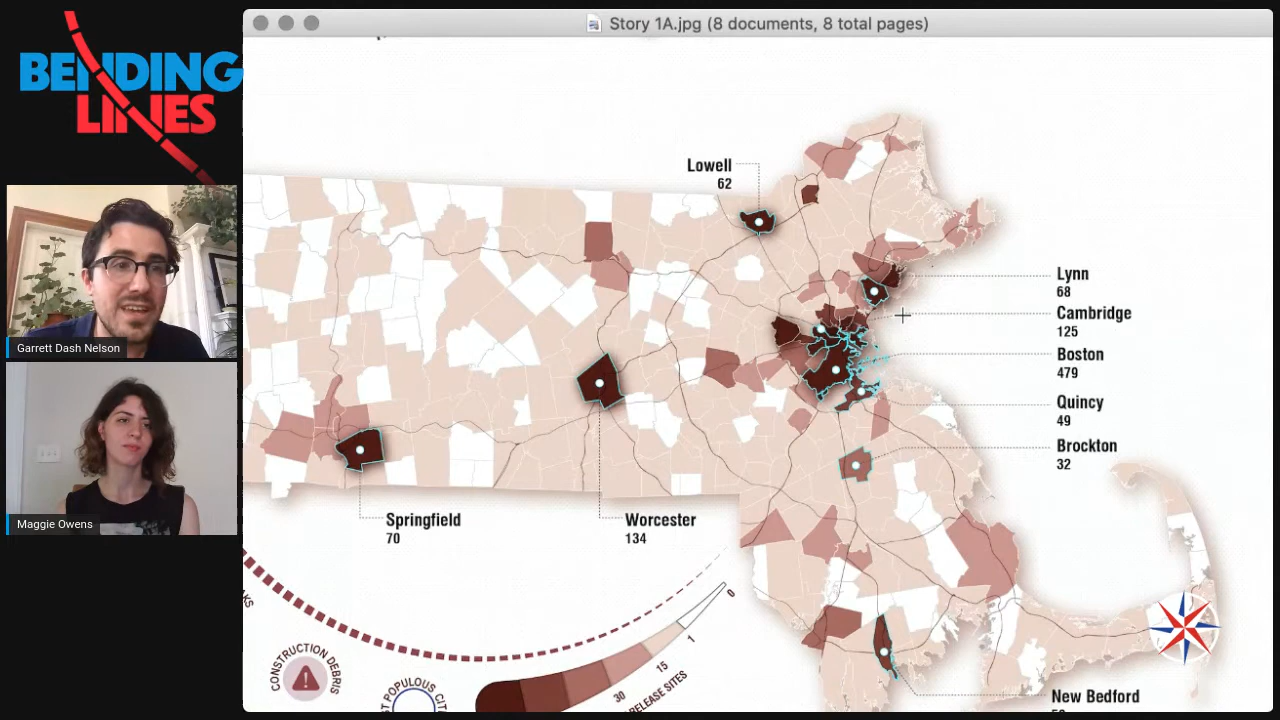 Story 1A.jpg (8 documents, 8 total pages)
BENDING
LINES
Garrett Dash Nelson
Maggie Owens
Lowell
62
Lynn
68
Cambridge
125
Boston
479
Quincy
49
Brockton
32
Springfield
70
Worcester
134
New Bedford
0
1
15
30
RELEASE SITES
CONSTRUCTION DEBRIS
POPULOUS